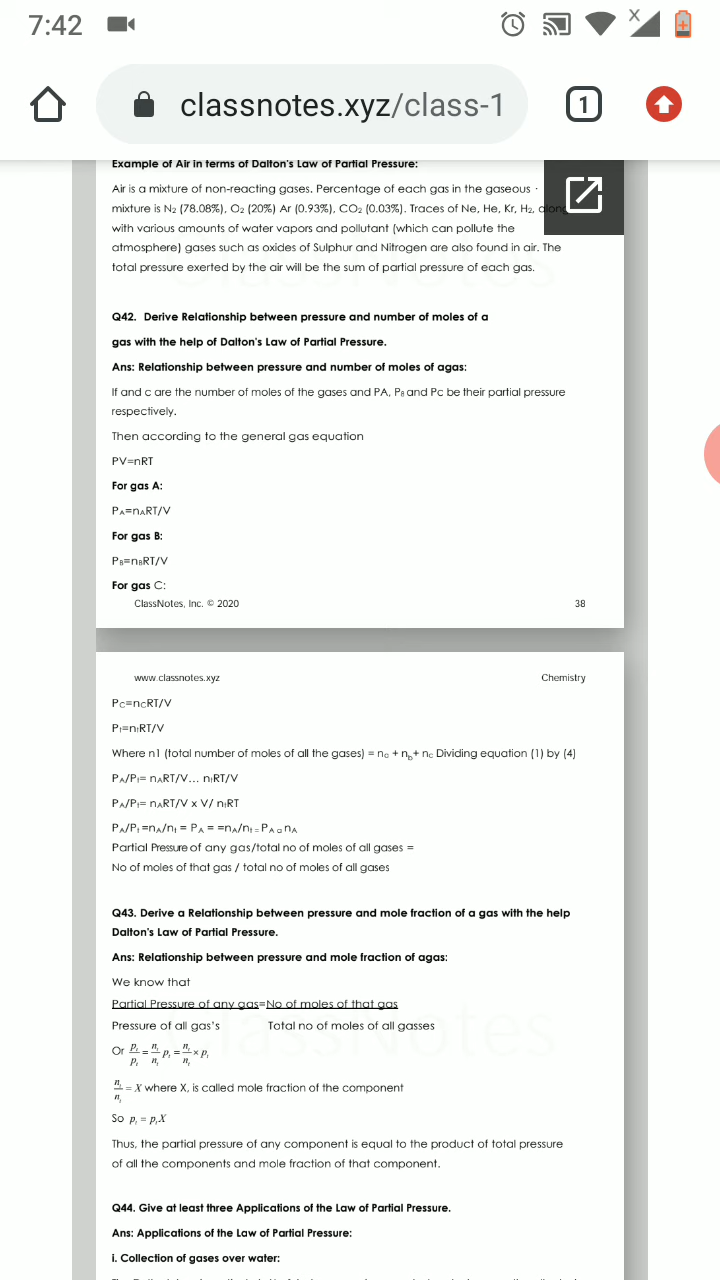 7:42
X
classnotes.xyz/class-1
1
Example of Air in terms of Dalton's Law of Partial Pressure:
Air is a mixture of non-reacting gases. Percentage of each gas in the gaseous ·
mixture is N₂ (78.08%), O₂ (20%) Ar (0.93%), CO₂ (0.03%). Traces of Ne, He, Kr, H₂, along
with various amounts of water vapors and pollutant (which can pollute the
atmosphere) gases such as oxides of Sulphur and Nitrogen are also found in air. The
total pressure exerted by the air will be the sum of partial pressure of each gas.
Q42. Derive Relationship between pressure and number of moles of a
gas with the help of Dalton's Law of Partial Pressure.
Ans: Relationship between pressure and number of moles of agas:
If and c are the number of moles of the gases and PA, PB and Pc be their partial pressure
respectively.
Then according to the general gas equation
PV=nRT
For gas A:
PA=nART/V
For gas B:
PB=nBRT/V
For gas C:
ClassNotes, Inc. © 2020 38
www.classnotes.xyz Chemistry
PC=nCRT/V
Pt=ntRT/V
Where n1 (total number of moles of all the gases) = na + nb+ nc Dividing equation (1) by (4)
PA/Pt= nART/V... ntRT/V
PA/Pt= nART/V x V/ ntRT
PA/Pt =nA/nt = PA = =nA/nt = PA α nA
Partial Pressure of any gas/total no of moles of all gases =
No of moles of that gas / total no of moles of all gases
Q43. Derive a Relationship between pressure and mole fraction of a gas with the help
Dalton's Law of Partial Pressure.
Ans: Relationship between pressure and mole fraction of agas:
We know that
Partial Pressure of any gas=No of moles of that gas
Pressure of all gas's Total no of moles of all gasses
Or
= X where X, is called mole fraction of the component
So
Thus, the partial pressure of any component is equal to the product of total pressure
of all the components and mole fraction of that component.
Q44. Give at least three Applications of the Law of Partial Pressure.
Ans: Applications of the Law of Partial Pressure:
i. Collection of gases over water: